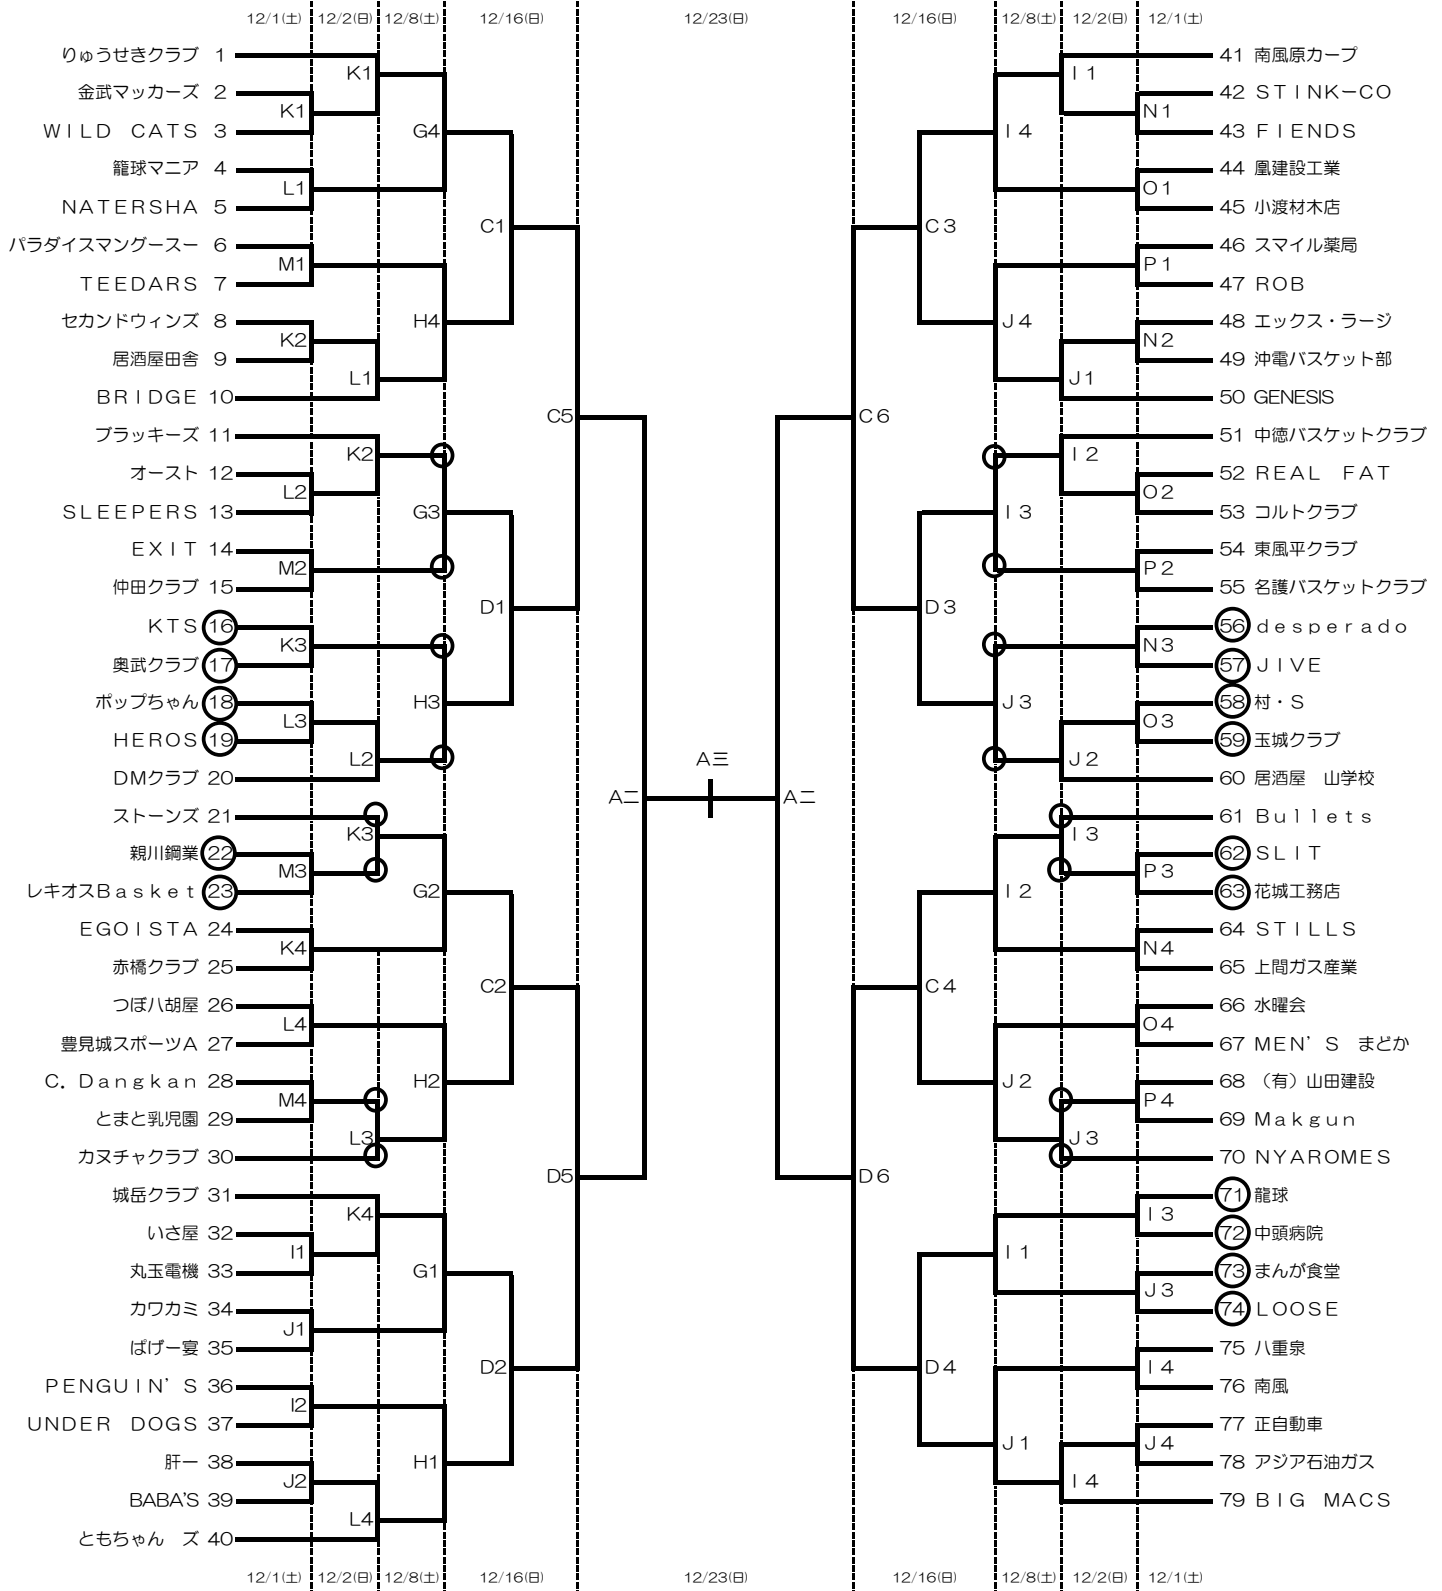 12/1(土) 12/2(日) 12/8(土) 12/16(日) 12/23(日) 12/16(日) 12/8(土) 12/2(日) 12/1(土)
りゅうせきクラブ 1
金武マッカーズ 2
WILD CATS 3
籠球マニア 4
NATERSHA 5
パラダイスマングースー 6
TEEDARS 7
セカンドウィンズ 8
居酒屋田舎 9
BRIDGE 10
ブラッキーズ 11
オースト 12
SLEEPERS 13
EXIT 14
仲田クラブ 15
KTS 16
奥武クラブ 17
ポップちゃん 18
HEROS 19
DMクラブ 20
ストーンズ 21
親川鋼業 22
レキオスBasket 23
EGOISTA 24
赤橋クラブ 25
つぼ八胡屋 26
豊見城スポーツA 27
C. Dangkan 28
とまと乳児園 29
カヌチャクラブ 30
城岳クラブ 31
いさ屋 32
丸玉電機 33
カワカミ 34
ぱげー宴 35
PENGUIN'S 36
UNDER DOGS 37
肝一 38
BABA'S 39
ともちゃん ズ 40
K1
L1
M1
K2
L2
M2
K3
L3
M3
K4
L4
M4
I1
J1
I2
J2
K1
L1
K2
L2
K3
L3
K4
L4
G4
H4
G3
H3
G2
H2
G1
H1
C1
D1
C2
D2
C5
D5
A二
A三
A二
C6
D6
C3
D3
C4
D4
I4
J4
I3
J3
I2
J2
I1
J1
I1
J1
I2
J2
I3
J3
I4
N1
O1
P1
N2
O2
P2
N3
O3
P3
N4
O4
P4
I3
J3
I4
J4
41 南風原カープ
42 STINK-CO
43 FIENDS
44 凰建設工業
45 小渡材木店
46 スマイル薬局
47 ROB
48 エックス・ラージ
49 沖電バスケット部
50 GENESIS
51 中徳バスケットクラブ
52 REAL FAT
53 コルトクラブ
54 東風平クラブ
55 名護バスケットクラブ
56 desperado
57 JIVE
58 村・S
59 玉城クラブ
60 居酒屋 山学校
61 Bullets
62 SLIT
63 花城工務店
64 STILLS
65 上間ガス産業
66 水曜会
67 MEN'S まどか
68 (有)山田建設
69 Makgun
70 NYAROMES
71 龍球
72 中頭病院
73 まんが食堂
74 LOOSE
75 八重泉
76 南風
77 正自動車
78 アジア石油ガス
79 BIG MACS
12/1(土) 12/2(日) 12/8(土) 12/16(日) 12/23(日) 12/16(日) 12/8(土) 12/2(日) 12/1(土)